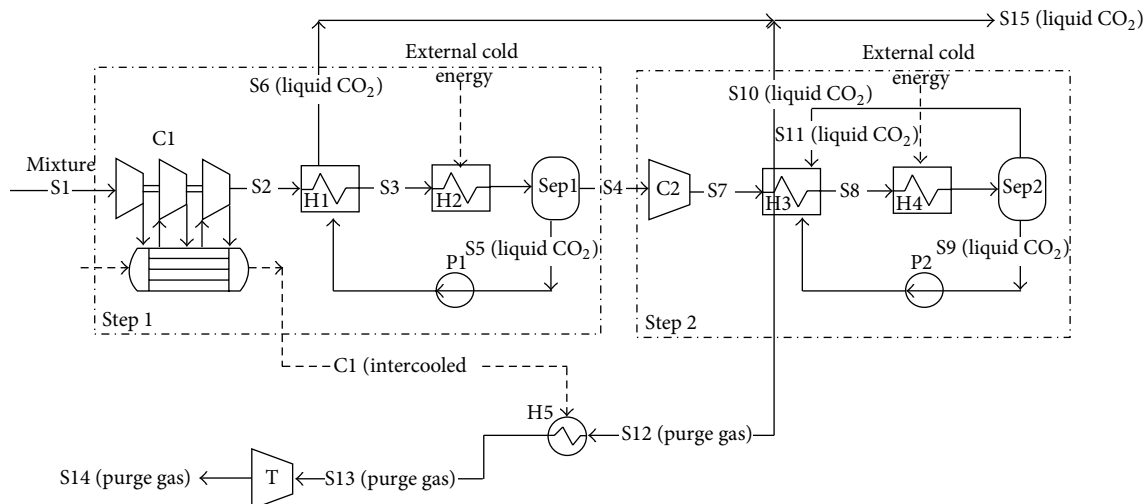 S15 (liquid CO₂)
External cold
energy
External cold
energy
S6 (liquid CO₂)
S10 (liquid CO₂)
C1
S11 (liquid CO₂)
Mixture
S1
S2
H1
S3
H2
Sep1
S4
C2
S7
H3
S8
H4
Sep2
S5 (liquid CO₂)
S9 (liquid CO₂)
P1
P2
Step 1
Step 2
C1 (intercooled
H5
S12 (purge gas)
S14 (purge gas)
T
S13 (purge gas)